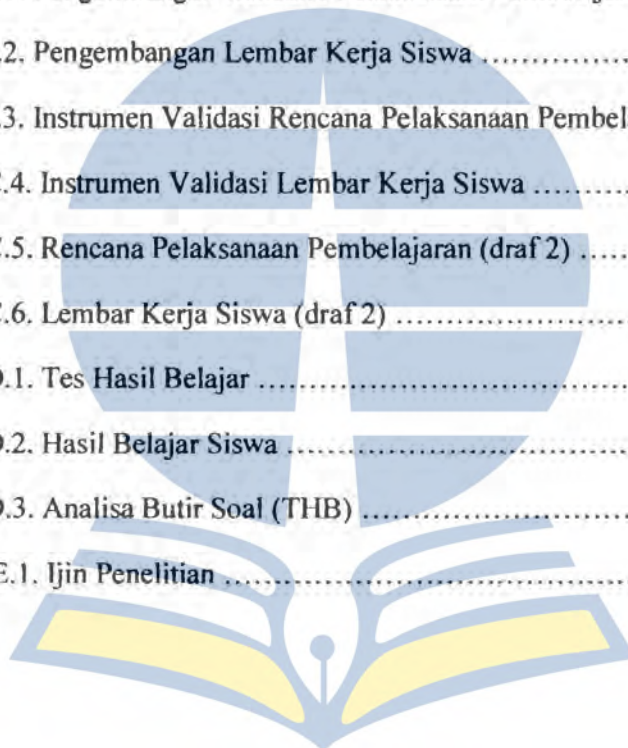 .2. Pengembangan Lembar Kerja Siswa ................
.3. Instrumen Validasi Rencana Pelaksanaan Pembel
.4. Instrumen Validasi Lembar Kerja Siswa ..........
.5. Rencana Pelaksanaan Pembelajaran (draf 2) .....
.6. Lembar Kerja Siswa (draf 2) .......................
.1. Tes Hasil Belajar .....................................
.2. Hasil Belajar Siswa ..................................
.3. Analisa Butir Soal (THB) ...........................
E.1. Ijin Penelitian .........................................